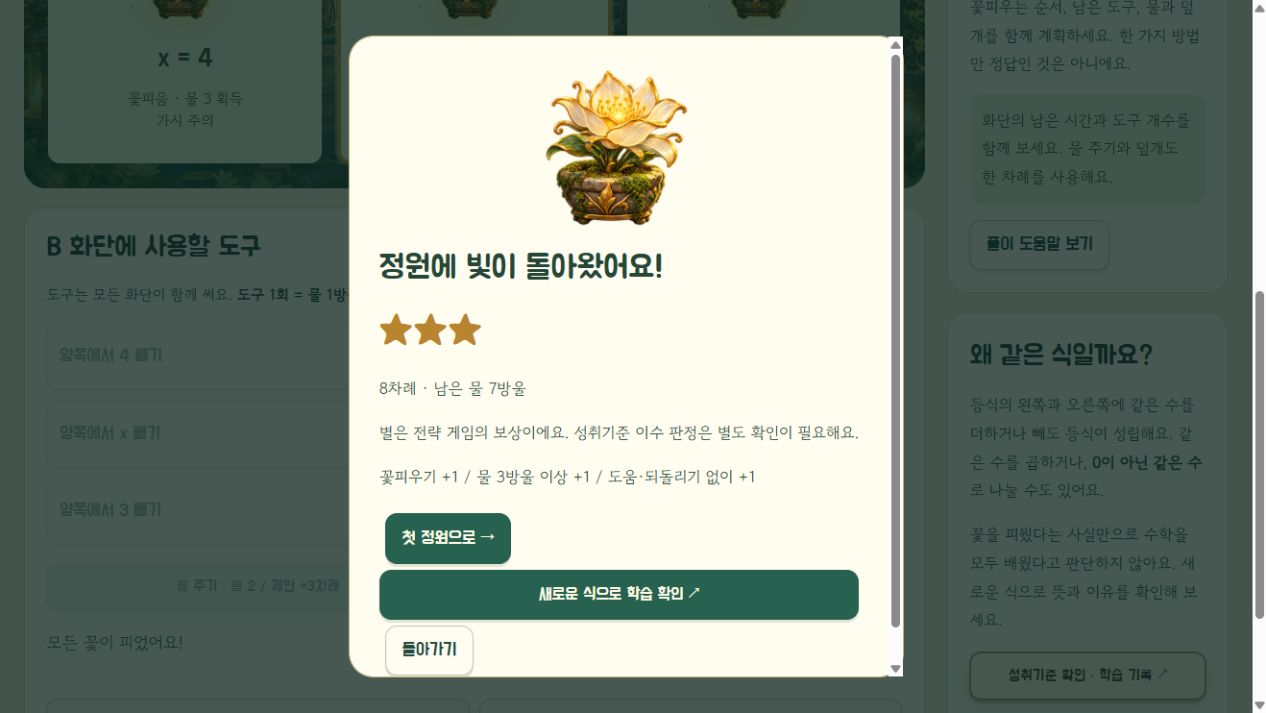 x = 4
꽃피움 · 물 3 획득
가시 주의
B 화단에 사용할 도구
도구는 모든 화단이 함께 써요. 도구 1회 = 물 1방
양쪽에서 4 빼기
양쪽에서 x 빼기
양쪽에서 3 빼기
물 주기 · 물 2 / 제한 +3차례
모든 꽃이 피었어요!
정원에 빛이 돌아왔어요!
8차례 · 남은 물 7방울
별은 전략 게임의 보상이에요. 성취기준 이수 판정은 별도 확인이 필요해요.
꽃피우기 +1 / 물 3방울 이상 +1 / 도움·되돌리기 없이 +1
첫 정원으로 →
새로운 식으로 학습 확인 ↗
돌아가기
꽃피우는 순서, 남은 도구, 물과 덮
개를 함께 계획하세요. 한 가지 방법
만 정답인 것은 아니에요.
화단의 남은 시간과 도구 개수를
함께 보세요. 물 주기와 덮개도
한 차례를 사용해요.
풀이 도움말 보기
왜 같은 식일까요?
등식의 왼쪽과 오른쪽에 같은 수를
더하거나 빼도 등식이 성립해요. 같
은 수를 곱하거나, 0이 아닌 같은 수
로 나눌 수도 있어요.
꽃을 피웠다는 사실만으로 수학을
모두 배웠다고 판단하지 않아요. 새
로운 식으로 뜻과 이유를 확인해 보
세요.
성취기준 확인 · 학습 기록 ↗